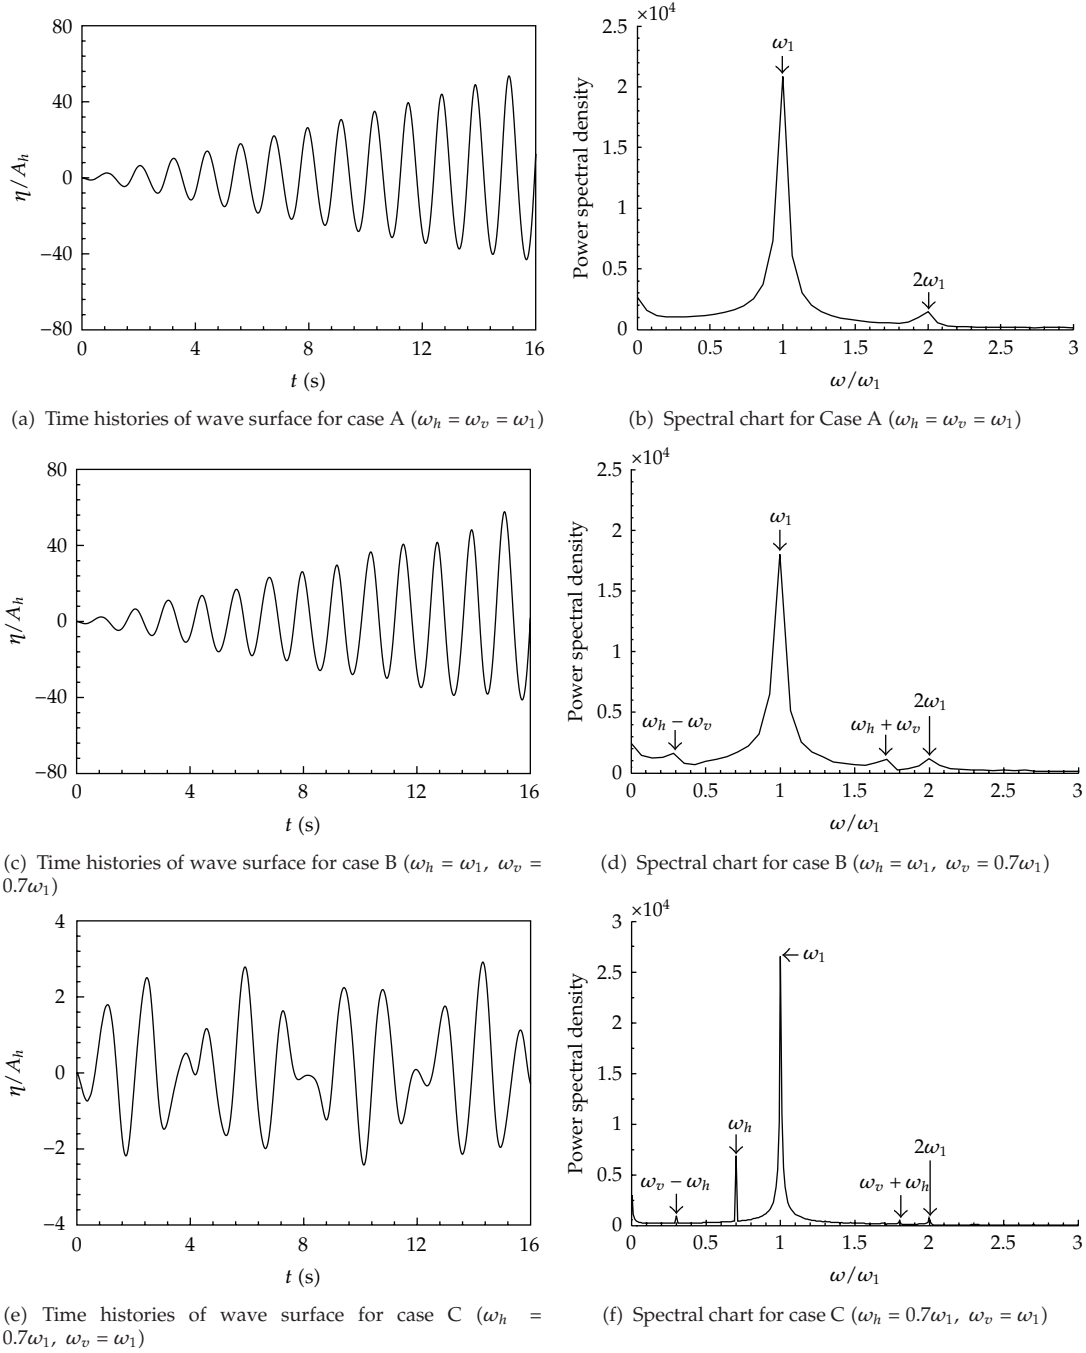 80
40
0
−40
−80
η/A_h
0 4 8 12 16
t (s)
(a) Time histories of wave surface for case A (ω_h = ω_v = ω_1)
×10^4
2.5
2
1.5
1
0.5
0
Power spectral density
ω_1
2ω_1
0 0.5 1 1.5 2 2.5 3
ω/ω_1
(b) Spectral chart for Case A (ω_h = ω_v = ω_1)
80
40
0
−40
−80
η/A_h
0 4 8 12 16
t (s)
(c) Time histories of wave surface for case B (ω_h = ω_1, ω_v =
0.7ω_1)
×10^4
2.5
2
1.5
1
0.5
0
Power spectral density
ω_1
ω_h − ω_v
ω_h + ω_v
2ω_1
0 0.5 1 1.5 2 2.5 3
ω/ω_1
(d) Spectral chart for case B (ω_h = ω_1, ω_v = 0.7ω_1)
4
2
0
−2
−4
η/A_h
0 4 8 12 16
t (s)
(e) Time histories of wave surface for case C (ω_h =
0.7ω_1, ω_v = ω_1)
×10^4
3
2.5
2
1.5
1
0.5
0
Power spectral density
ω_1
ω_h
2ω_1
ω_v − ω_h
ω_v + ω_h
0 0.5 1 1.5 2 2.5 3
ω/ω_1
(f) Spectral chart for case C (ω_h = 0.7ω_1, ω_v = ω_1)